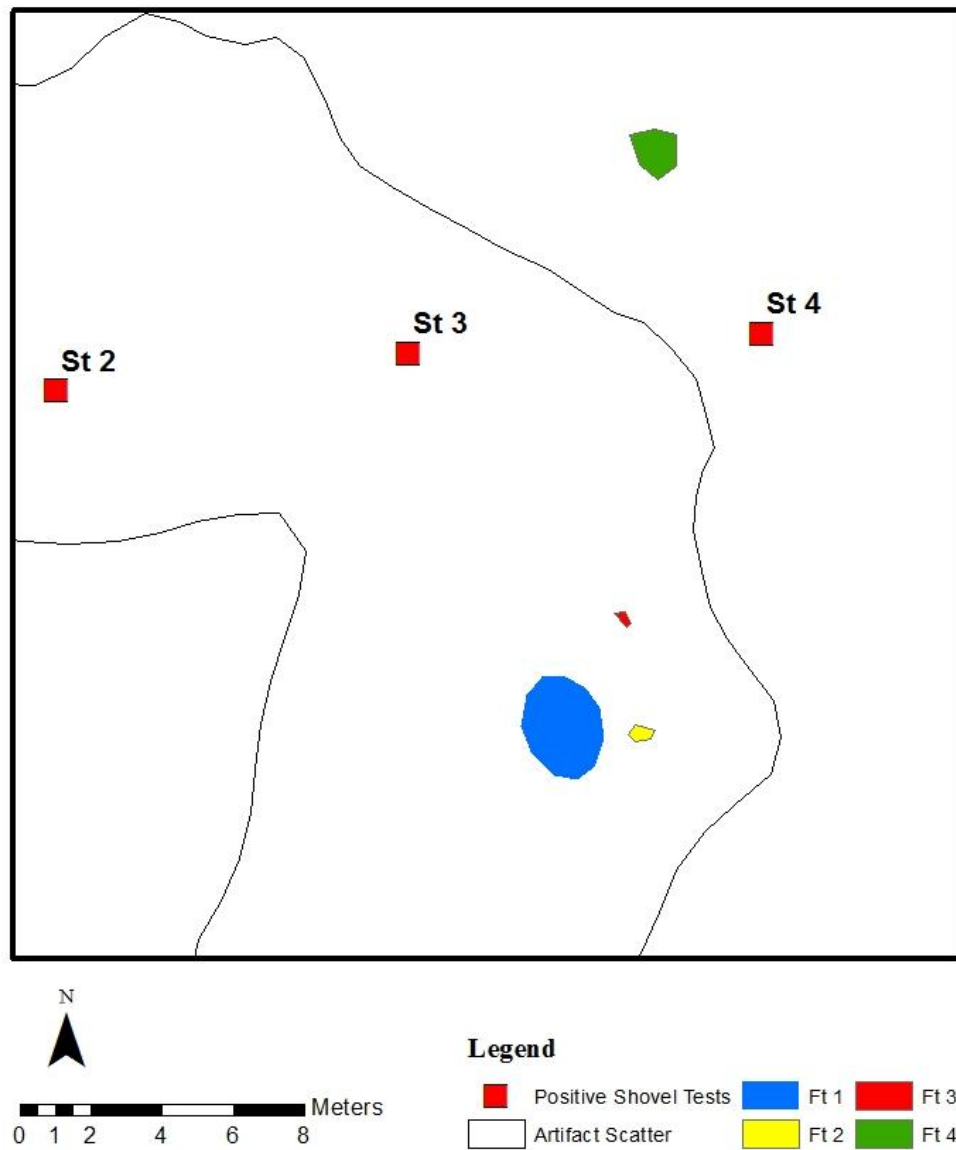 St 4
St 3
St 2
N
Meters
0 1 2 4 6 8
Legend
Positive Shovel Tests
Ft 1
Ft 3
Artifact Scatter
Ft 2
Ft 4